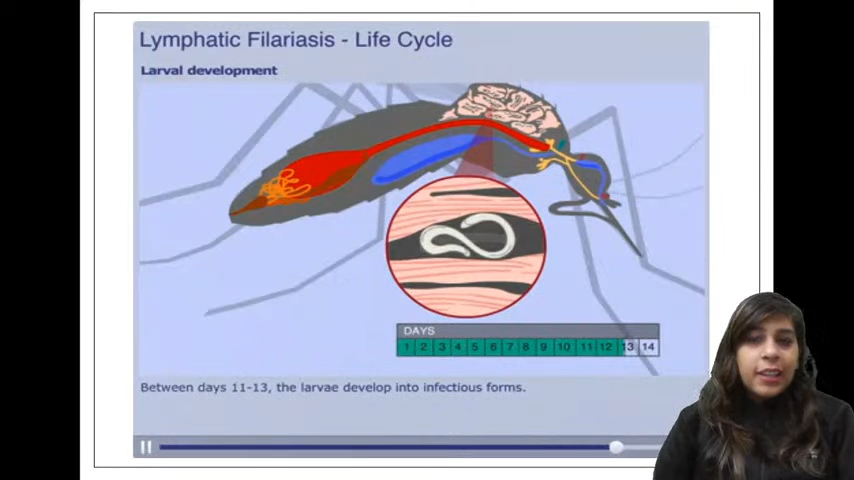 Lymphatic Filariasis - Life Cycle
Larval development
DAYS
1 2 3 4 5 6 7 8 9 10 11 12 13 14
Between days 11-13, the larvae develop into infectious forms.